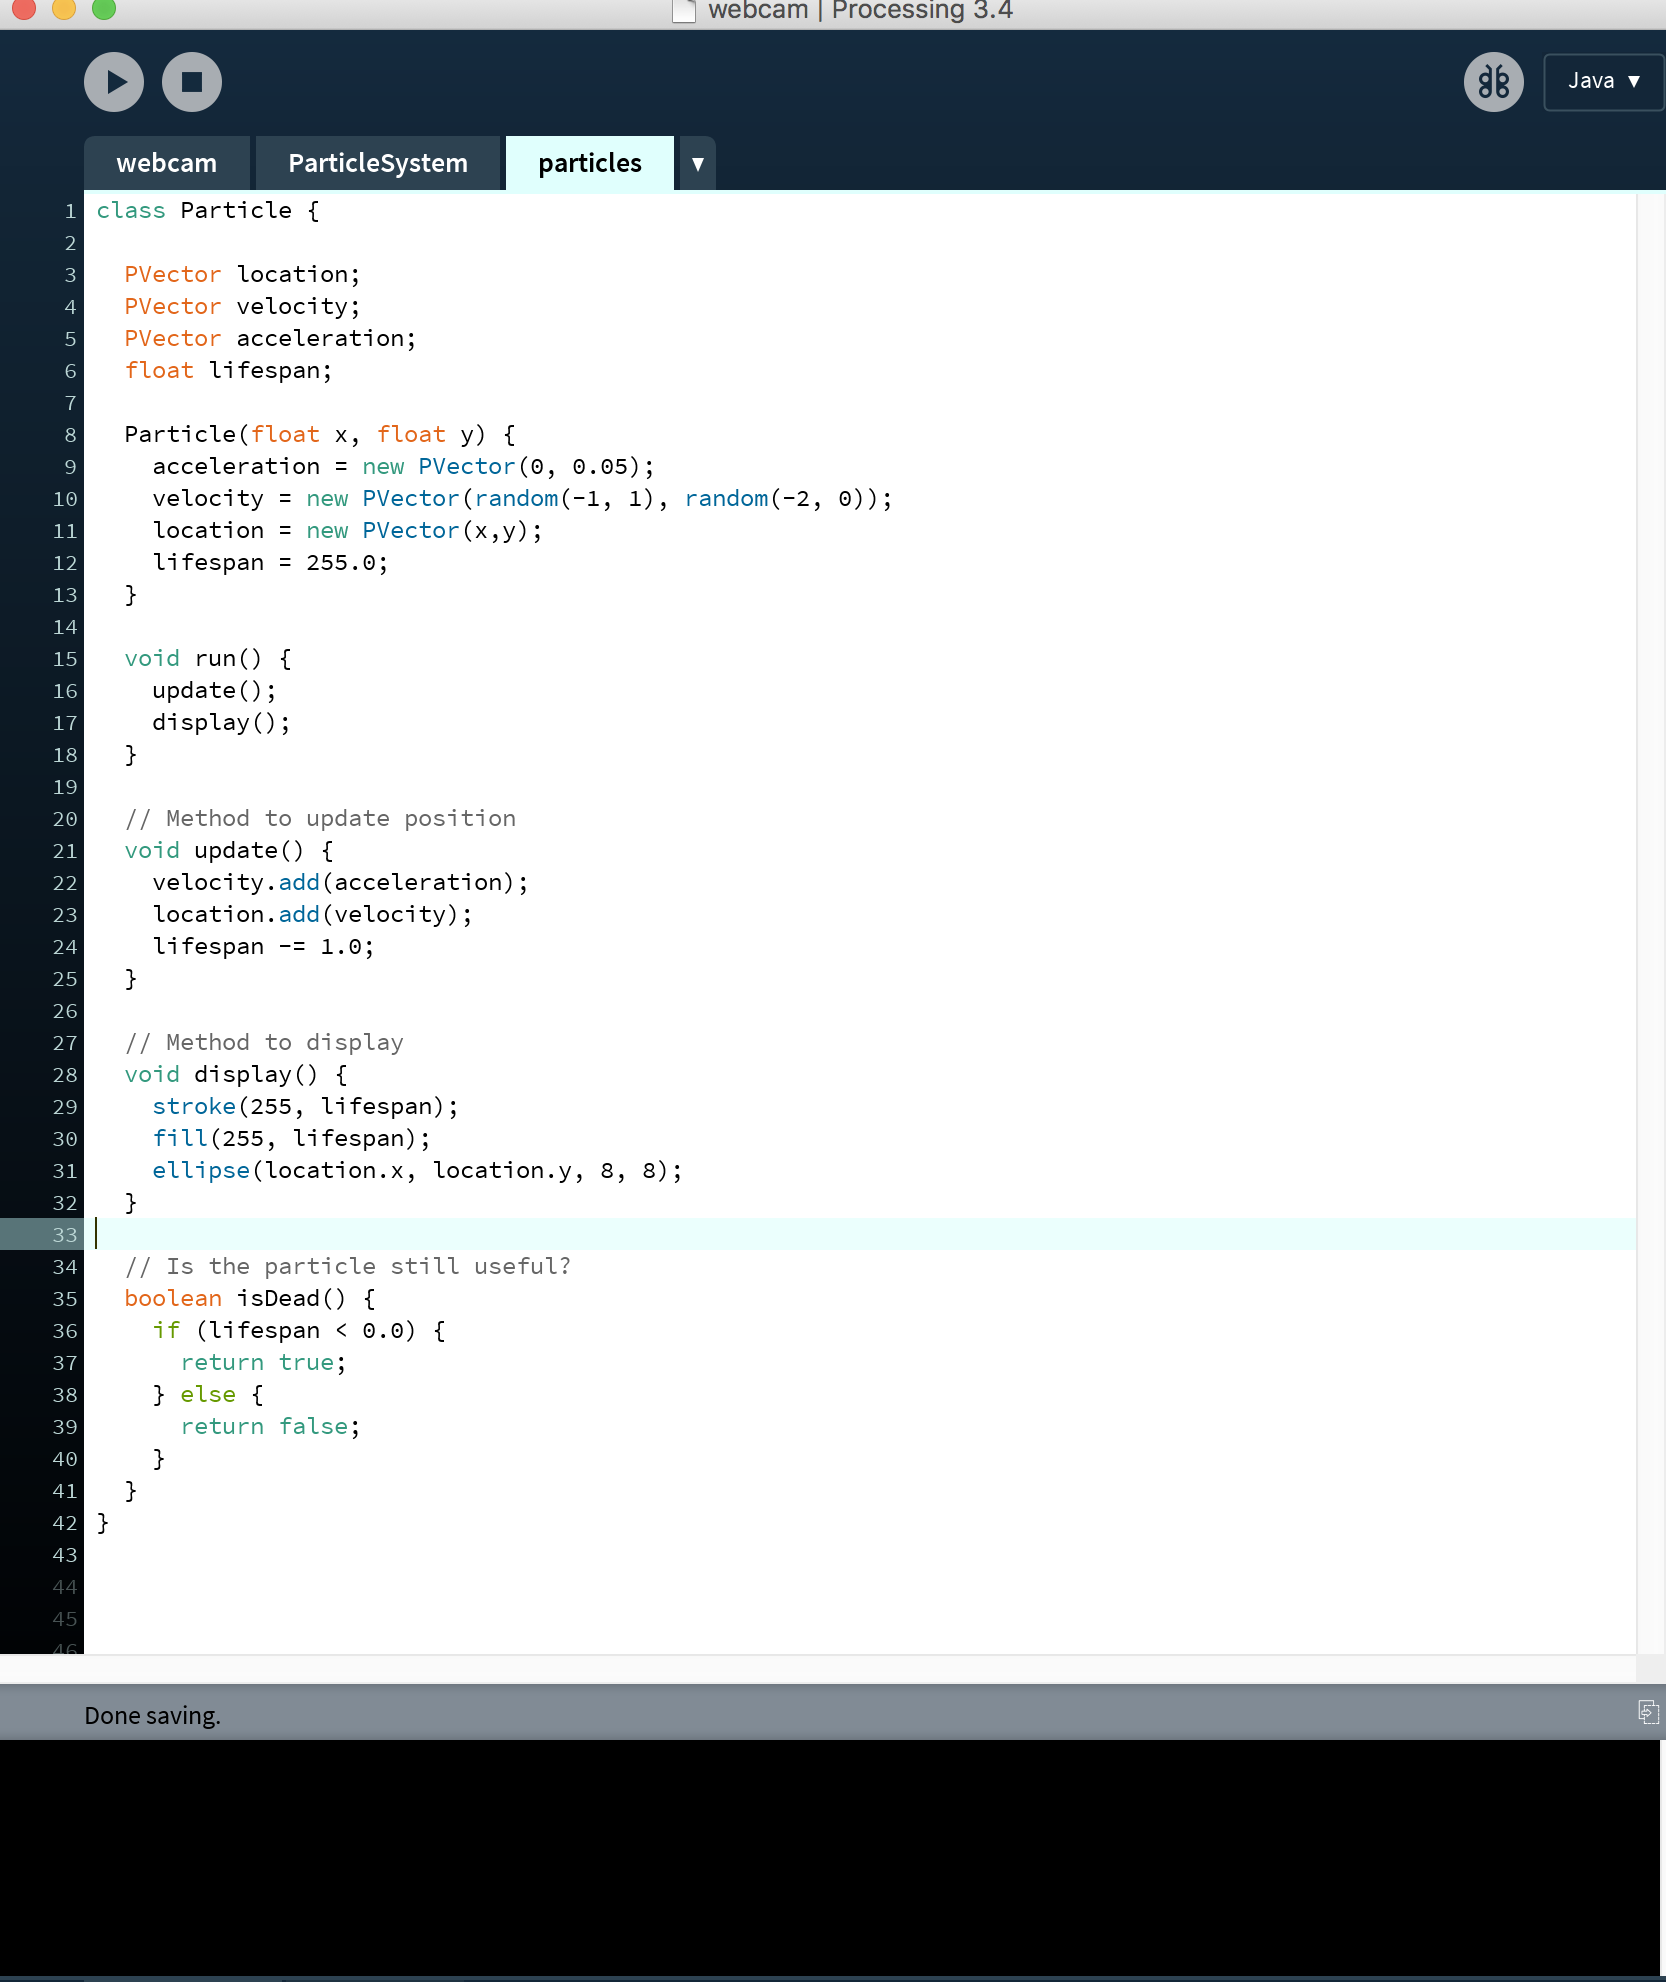 webcam | Processing 3.4
Java ▼
webcam ParticleSystem particles ▼
1 class Particle {
2
3   PVector location;
4   PVector velocity;
5   PVector acceleration;
6   float lifespan;
7
8   Particle(float x, float y) {
9     acceleration = new PVector(0, 0.05);
10     velocity = new PVector(random(-1, 1), random(-2, 0));
11     location = new PVector(x,y);
12     lifespan = 255.0;
13   }
14
15   void run() {
16     update();
17     display();
18   }
19
20   // Method to update position
21   void update() {
22     velocity.add(acceleration);
23     location.add(velocity);
24     lifespan -= 1.0;
25   }
26
27   // Method to display
28   void display() {
29     stroke(255, lifespan);
30     fill(255, lifespan);
31     ellipse(location.x, location.y, 8, 8);
32   }
33
34   // Is the particle still useful?
35   boolean isDead() {
36     if (lifespan < 0.0) {
37       return true;
38     } else {
39       return false;
40     }
41   }
42 }
43
44
45
46
Done saving.